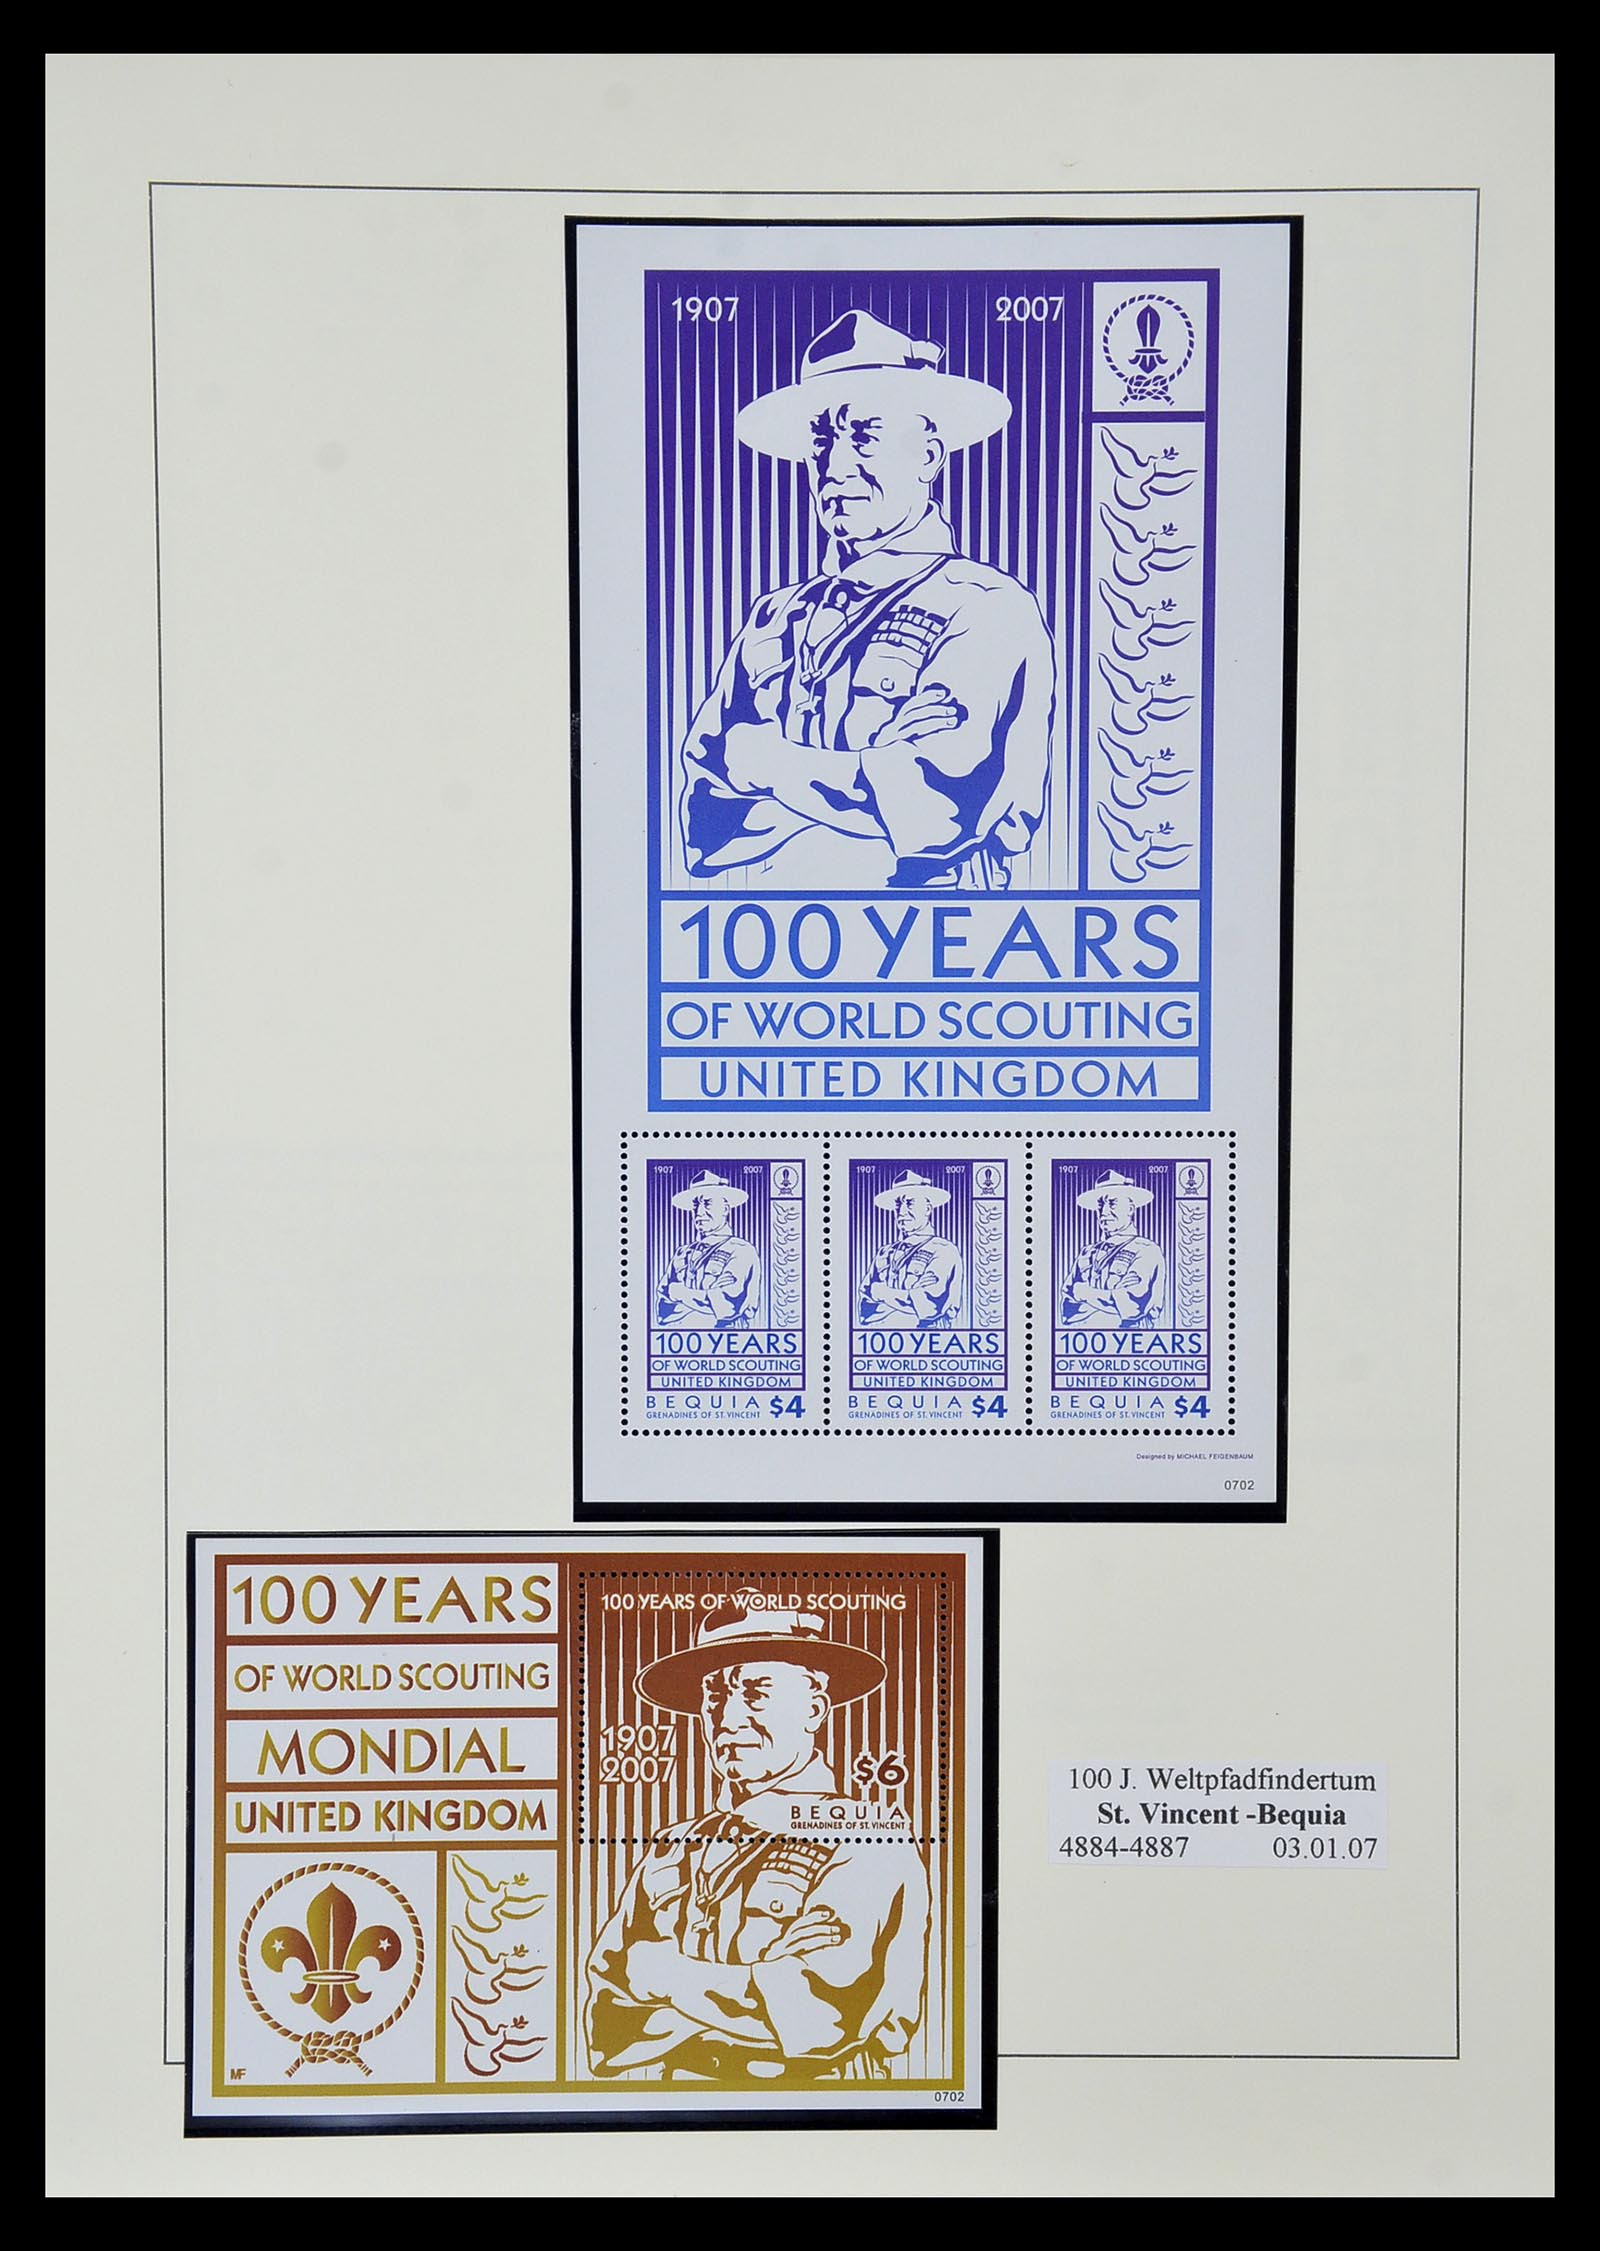 1907 2007
100 YEARS
OF WORLD SCOUTING
UNITED KINGDOM
1907 2007
100 YEARS
OF WORLD SCOUTING
UNITED KINGDOM
BEQUIA $4
GRENADINES OF ST. VINCENT
1907 2007
100 YEARS
OF WORLD SCOUTING
UNITED KINGDOM
BEQUIA $4
GRENADINES OF ST. VINCENT
1907 2007
100 YEARS
OF WORLD SCOUTING
UNITED KINGDOM
BEQUIA $4
GRENADINES OF ST. VINCENT
Designed by MICHAEL FEIGENBAUM
0702
100 YEARS
OF WORLD SCOUTING
MONDIAL
UNITED KINGDOM
MF
100 YEARS OF WORLD SCOUTING
1907
2007
$6
BEQUIA
GRENADINES OF ST. VINCENT
0702
100 J. Weltpfadfindertum
St. Vincent -Bequia
4884-4887 03.01.07